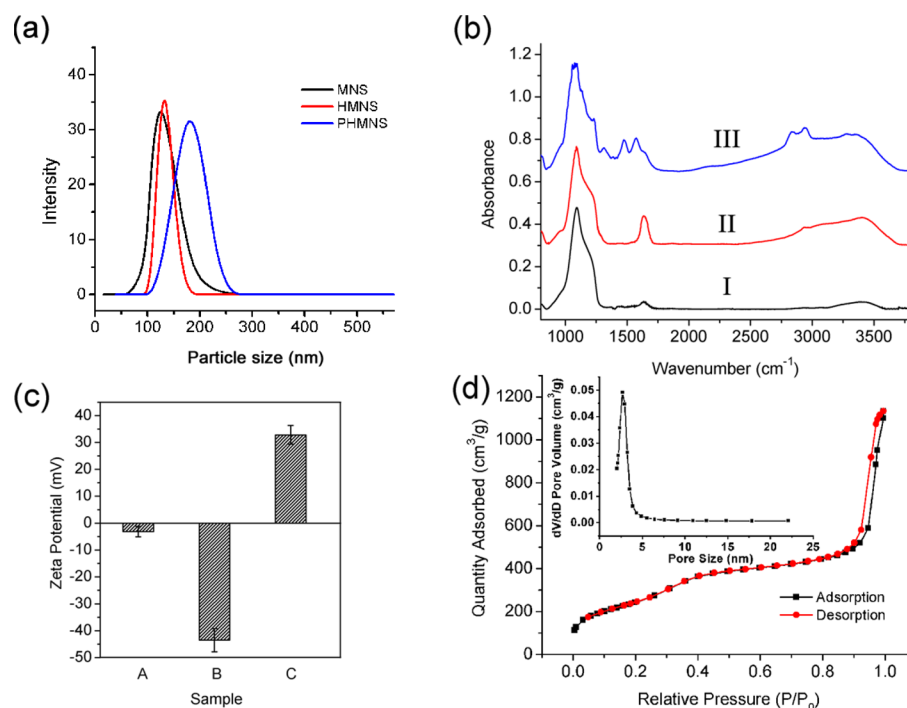 (a)
45
30
15
0
Intensity
MNS
HMNS
PHMNS
0 100 200 300 400 500
Particle size (nm)
(b)
1.2
1.0
0.8
0.6
0.4
0.2
0.0
Absorbance
III
II
I
1000 1500 2000 2500 3000 3500
Wavenumber (cm⁻¹)
(c)
40
30
20
10
0
-10
-20
-30
-40
-50
Zeta Potential (mV)
A B C
Sample
(d)
1200
1000
800
600
400
200
0
Quantity Adsorbed (cm³/g)
0.05
0.04
0.03
0.02
0.01
0.00
dV/dD Pore Volume (cm³/g)
0 5 10 15 20 25
Pore Size (nm)
Adsorption
Desorption
0.0 0.2 0.4 0.6 0.8 1.0
Relative Pressure (P/P₀)